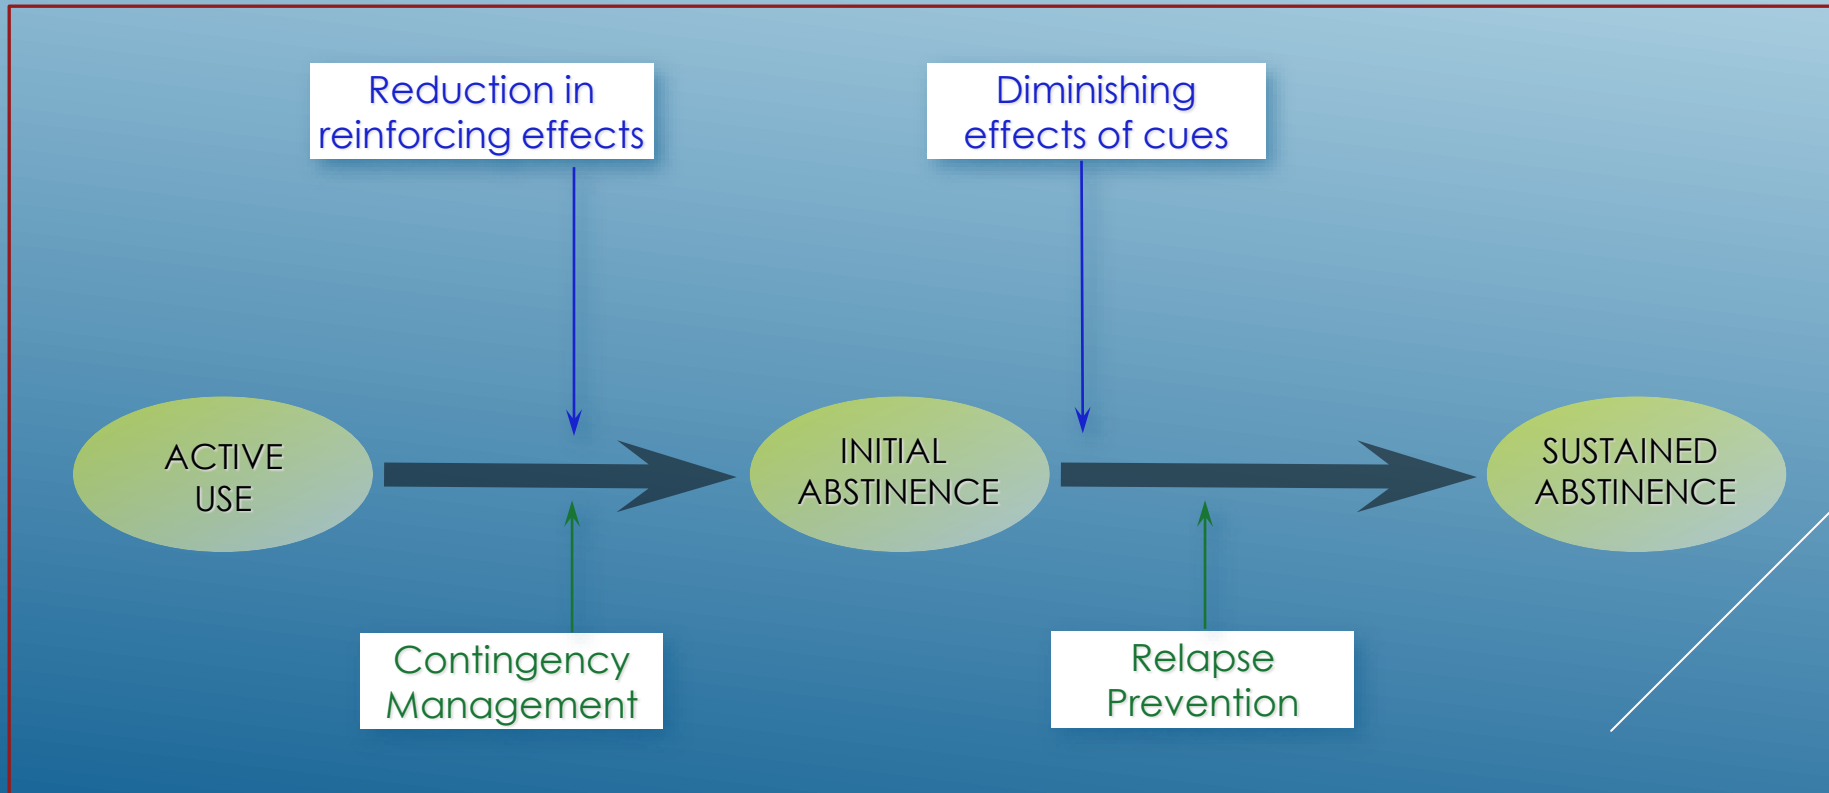 Reduction in
reinforcing effects
Diminishing
effects of cues
ACTIVE
USE
INITIAL
ABSTINENCE
SUSTAINED
ABSTINENCE
Contingency
Management
Relapse
Prevention